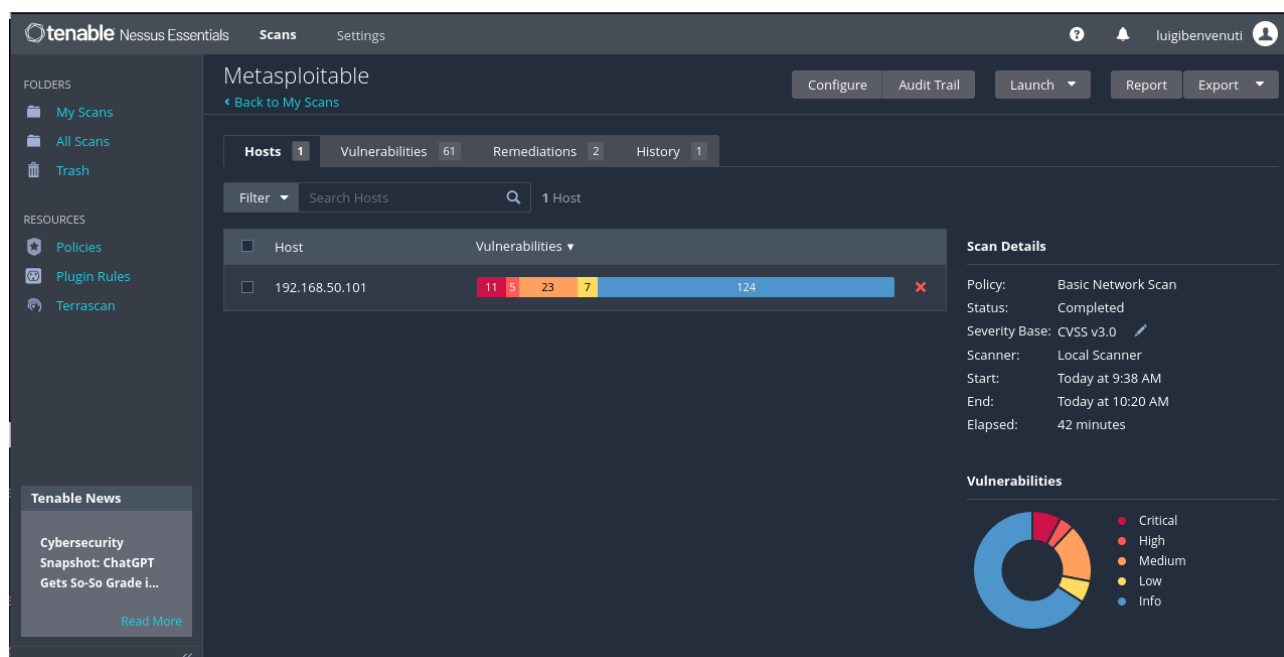 tenable Nessus Essentials Scans Settings luigibenvenuti
FOLDERS
My Scans
All Scans
Trash
RESOURCES
Policies
Plugin Rules
Terrascan
Tenable News
Cybersecurity
Snapshot: ChatGPT
Gets So-So Grade i...
Read More
Metasploitable
Back to My Scans
Configure Audit Trail Launch Report Export
Hosts 1 Vulnerabilities 61 Remediations 2 History 1
Filter Search Hosts 1 Host
Host Vulnerabilities
192.168.50.101 11 5 23 7 124
Scan Details
Policy: Basic Network Scan
Status: Completed
Severity Base: CVSS v3.0
Scanner: Local Scanner
Start: Today at 9:38 AM
End: Today at 10:20 AM
Elapsed: 42 minutes
Vulnerabilities
Critical
High
Medium
Low
Info